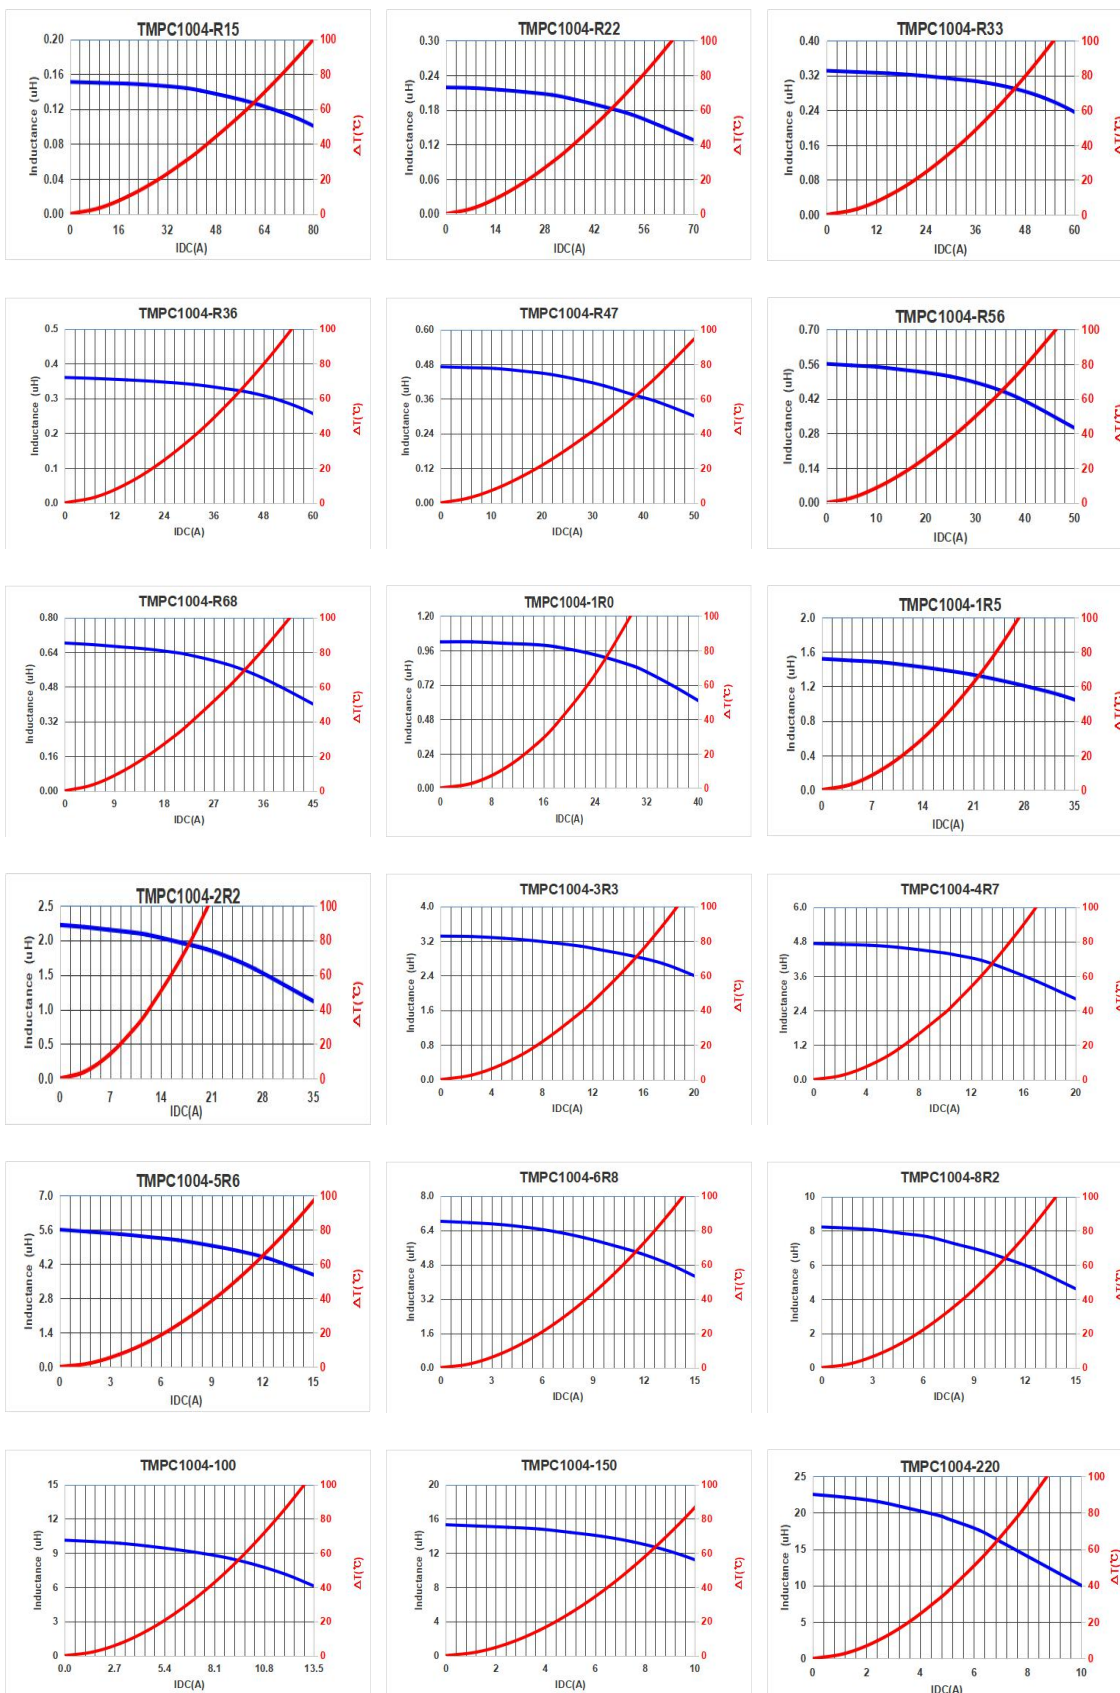 TMPC1004-R15
0.20 100
0.16 80
0.12 60
0.08 40
0.04 20
0.00 0
Inductance (uH)
ΔT(℃)
0 16 32 48 64 80
IDC(A)
TMPC1004-R22
0.30 100
0.24 80
0.18 60
0.12 40
0.06 20
0.00 0
Inductance (uH)
ΔT(℃)
0 14 28 42 56 70
IDC(A)
TMPC1004-R33
0.40 100
0.32 80
0.24 60
0.16 40
0.08 20
0.00 0
Inductance (uH)
ΔT(℃)
0 12 24 36 48 60
IDC(A)
TMPC1004-R36
0.5 100
0.4 80
0.3 60
0.2 40
0.1 20
0.0 0
Inductance (uH)
ΔT(℃)
0 12 24 36 48 60
IDC(A)
TMPC1004-R47
0.60 100
0.48 80
0.36 60
0.24 40
0.12 20
0.00 0
Inductance (uH)
ΔT(℃)
0 10 20 30 40 50
IDC(A)
TMPC1004-R56
0.70 100
0.56 80
0.42 60
0.28 40
0.14 20
0.00 0
Inductance (uH)
ΔT(℃)
0 10 20 30 40 50
IDC(A)
TMPC1004-R68
0.80 100
0.64 80
0.48 60
0.32 40
0.16 20
0.00 0
Inductance (uH)
ΔT(℃)
0 9 18 27 36 45
IDC(A)
TMPC1004-1R0
1.20 100
0.96 80
0.72 60
0.48 40
0.24 20
0.00 0
Inductance (uH)
ΔT(℃)
0 8 16 24 32 40
IDC(A)
TMPC1004-1R5
2.0 100
1.6 80
1.2 60
0.8 40
0.4 20
0.0 0
Inductance (uH)
ΔT(℃)
0 7 14 21 28 35
IDC(A)
TMPC1004-2R2
2.5 100
2.0 80
1.5 60
1.0 40
0.5 20
0.0 0
Inductance (uH)
ΔT(℃)
0 7 14 21 28 35
IDC(A)
TMPC1004-3R3
4.0 100
3.2 80
2.4 60
1.6 40
0.8 20
0.0 0
Inductance (uH)
ΔT(℃)
0 4 8 12 16 20
IDC(A)
TMPC1004-4R7
6.0 100
4.8 80
3.6 60
2.4 40
1.2 20
0.0 0
Inductance (uH)
ΔT(℃)
0 4 8 12 16 20
IDC(A)
TMPC1004-5R6
7.0 100
5.6 80
4.2 60
2.8 40
1.4 20
0.0 0
Inductance (uH)
ΔT(℃)
0 3 6 9 12 15
IDC(A)
TMPC1004-6R8
8.0 100
6.4 80
4.8 60
3.2 40
1.6 20
0.0 0
Inductance (uH)
ΔT(℃)
0 3 6 9 12 15
IDC(A)
TMPC1004-8R2
10 100
8 80
6 60
4 40
2 20
0 0
Inductance (uH)
ΔT(℃)
0 3 6 9 12 15
IDC(A)
TMPC1004-100
15 100
12 80
9 60
6 40
3 20
0 0
Inductance (uH)
ΔT(℃)
0.0 2.7 5.4 8.1 10.8 13.5
IDC(A)
TMPC1004-150
20 100
16 80
12 60
8 40
4 20
0 0
Inductance (uH)
ΔT(℃)
0 2 4 6 8 10
IDC(A)
TMPC1004-220
25 100
20 80
15 60
10 40
5 20
0 0
Inductance (uH)
ΔT(℃)
0 2 4 6 8 10
IDC(A)